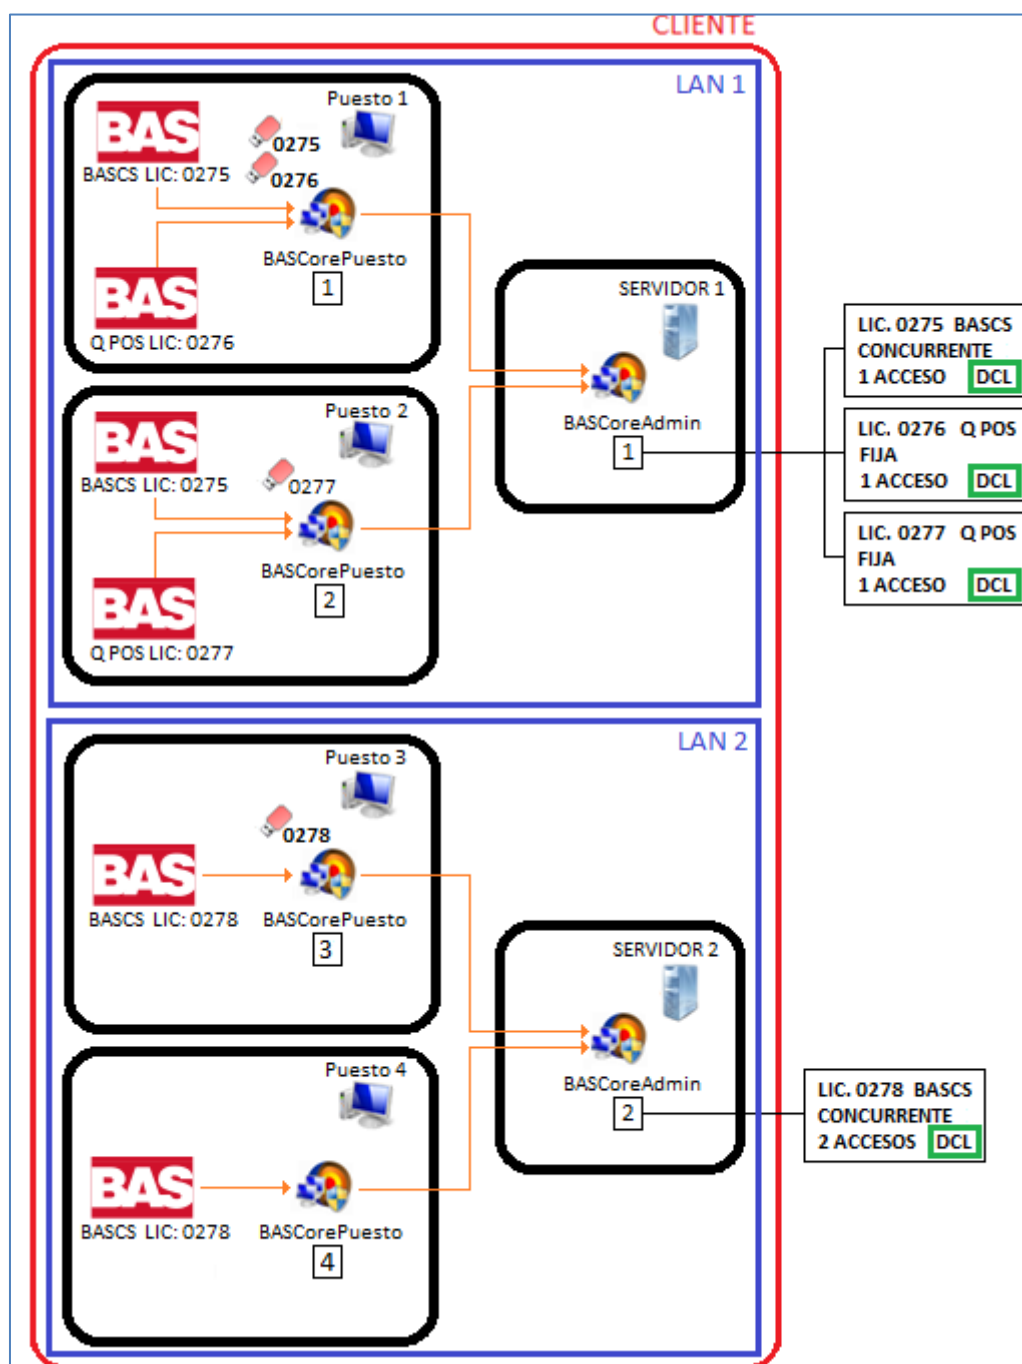 CLIENTE
LAN 1
Puesto 1
BAS
0275
BASCS LIC: 0275
0276
BASCorePuesto
1
BAS
Q POS LIC: 0276
Puesto 2
BAS
0277
BASCS LIC: 0275
BASCorePuesto
2
BAS
Q POS LIC: 0277
SERVIDOR 1
BASCoreAdmin
1
LIC. 0275 BASCS
CONCURRENTE
1 ACCESO DCL
LIC. 0276 Q POS
FIJA
1 ACCESO DCL
LIC. 0277 Q POS
FIJA
1 ACCESO DCL
LAN 2
Puesto 3
0278
BAS
BASCS LIC: 0278
BASCorePuesto
3
Puesto 4
BAS
BASCS LIC: 0278
BASCorePuesto
4
SERVIDOR 2
BASCoreAdmin
2
LIC. 0278 BASCS
CONCURRENTE
2 ACCESOS DCL